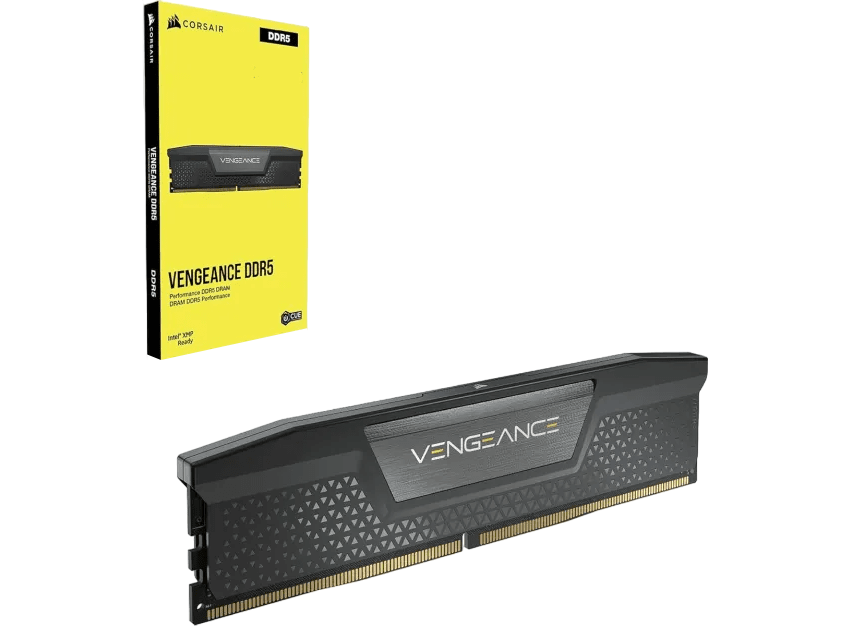 CORSAIR
DDR5
CORSAIR
VENGEANCE DDR5
DDR5
VENGEANCE
VENGEANCE DDR5
Performance DDR5 DRAM
DRAM DDR5 Performance
CUE
Intel® XMP
Ready
VENGEANCE